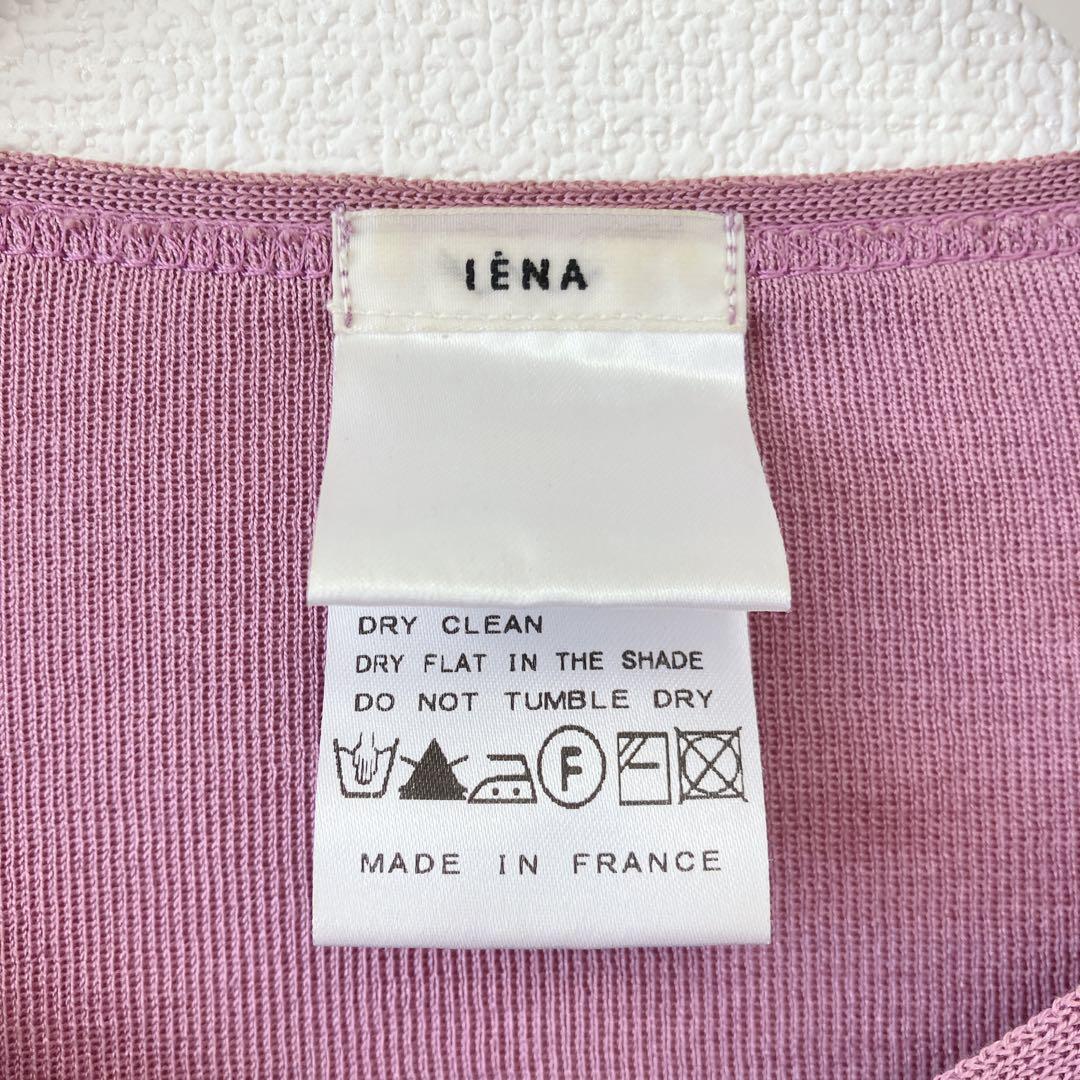 IÉNA
DRY CLEAN
DRY FLAT IN THE SHADE
DO NOT TUMBLE DRY
F
MADE IN FRANCE